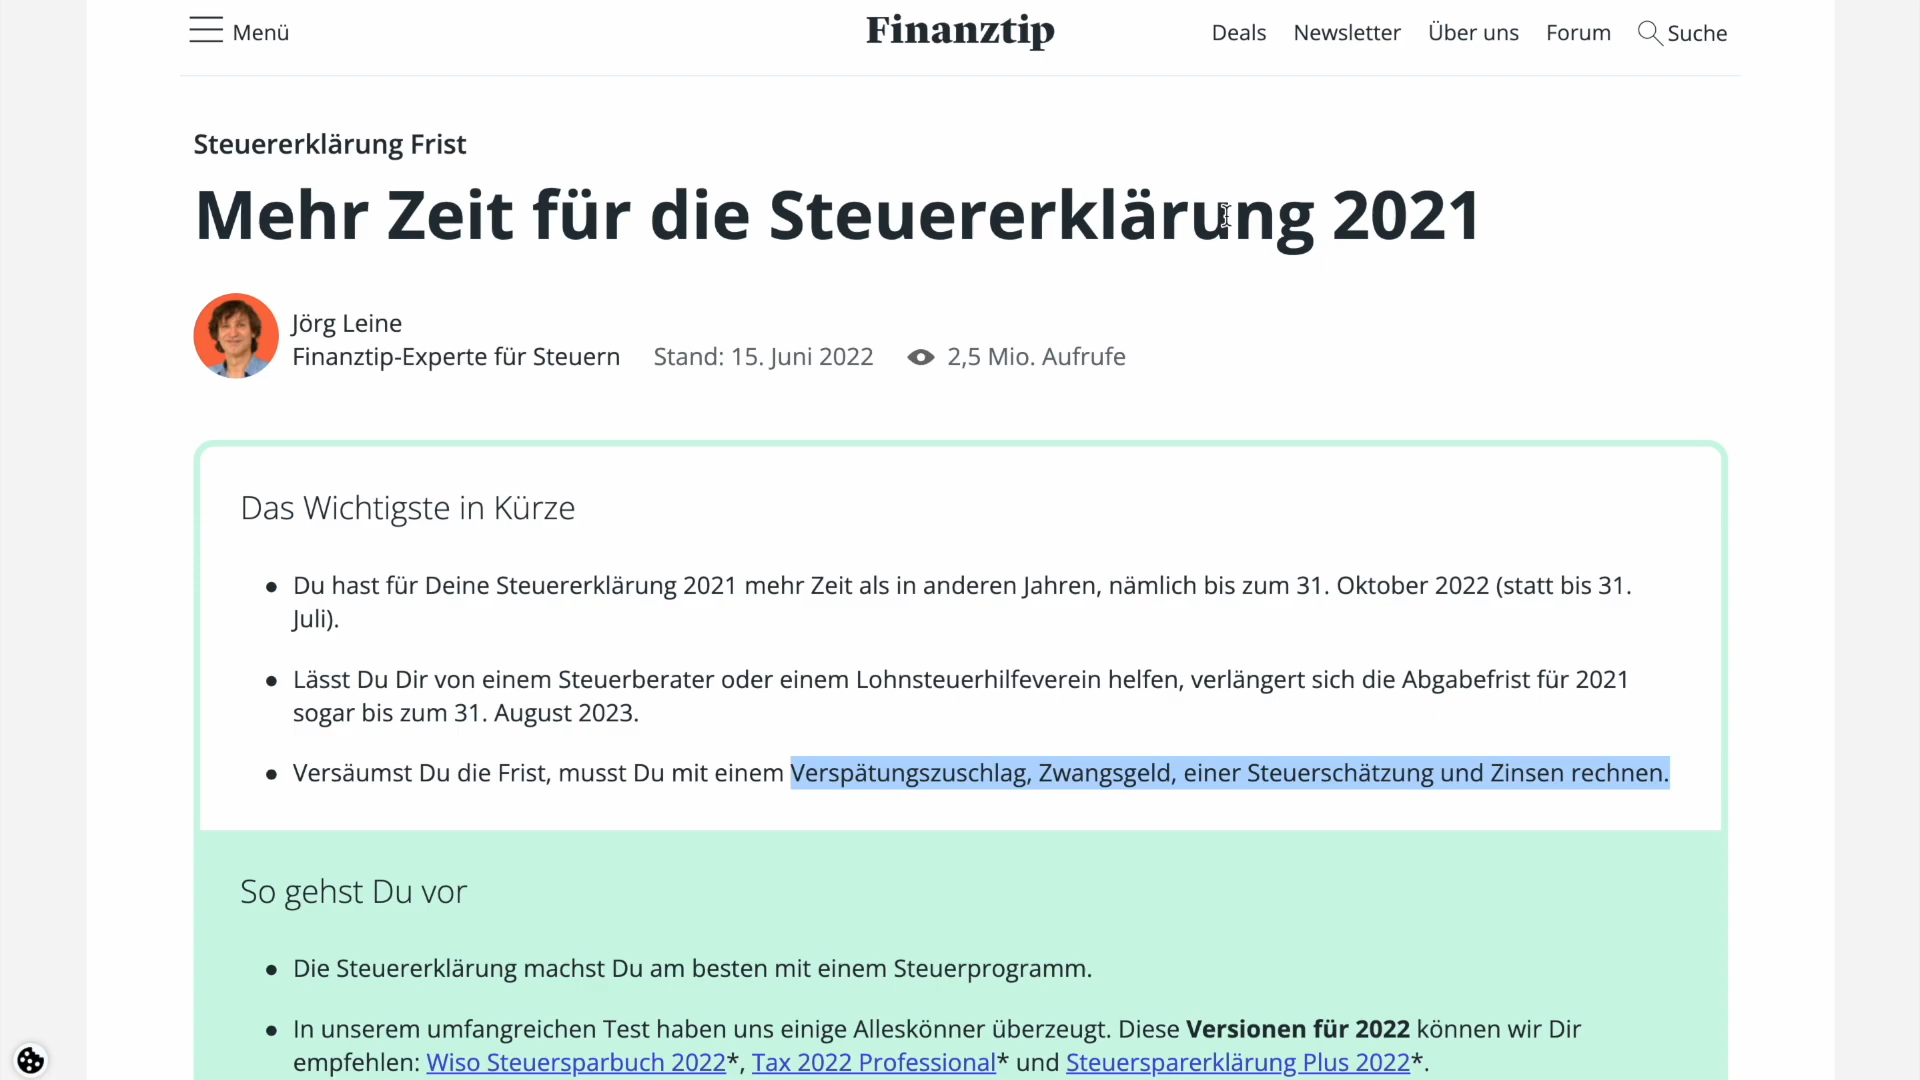 Menü
Finanztip
Deals Newsletter Über uns Forum Suche
Steuererklärung Frist
Mehr Zeit für die Steuererklärung 2021
Jörg Leine
Finanztip-Experte für Steuern Stand: 15. Juni 2022 2,5 Mio. Aufrufe
Das Wichtigste in Kürze
Du hast für Deine Steuererklärung 2021 mehr Zeit als in anderen Jahren, nämlich bis zum 31. Oktober 2022 (statt bis 31.
Juli).
Lässt Du Dir von einem Steuerberater oder einem Lohnsteuerhilfeverein helfen, verlängert sich die Abgabefrist für 2021
sogar bis zum 31. August 2023.
Versäumst Du die Frist, musst Du mit einem Verspätungszuschlag, Zwangsgeld, einer Steuerschätzung und Zinsen rechnen.
So gehst Du vor
Die Steuererklärung machst Du am besten mit einem Steuerprogramm.
In unserem umfangreichen Test haben uns einige Alleskönner überzeugt. Diese Versionen für 2022 können wir Dir
empfehlen: Wiso Steuersparbuch 2022*, Tax 2022 Professional* und Steuersparerklärung Plus 2022*.